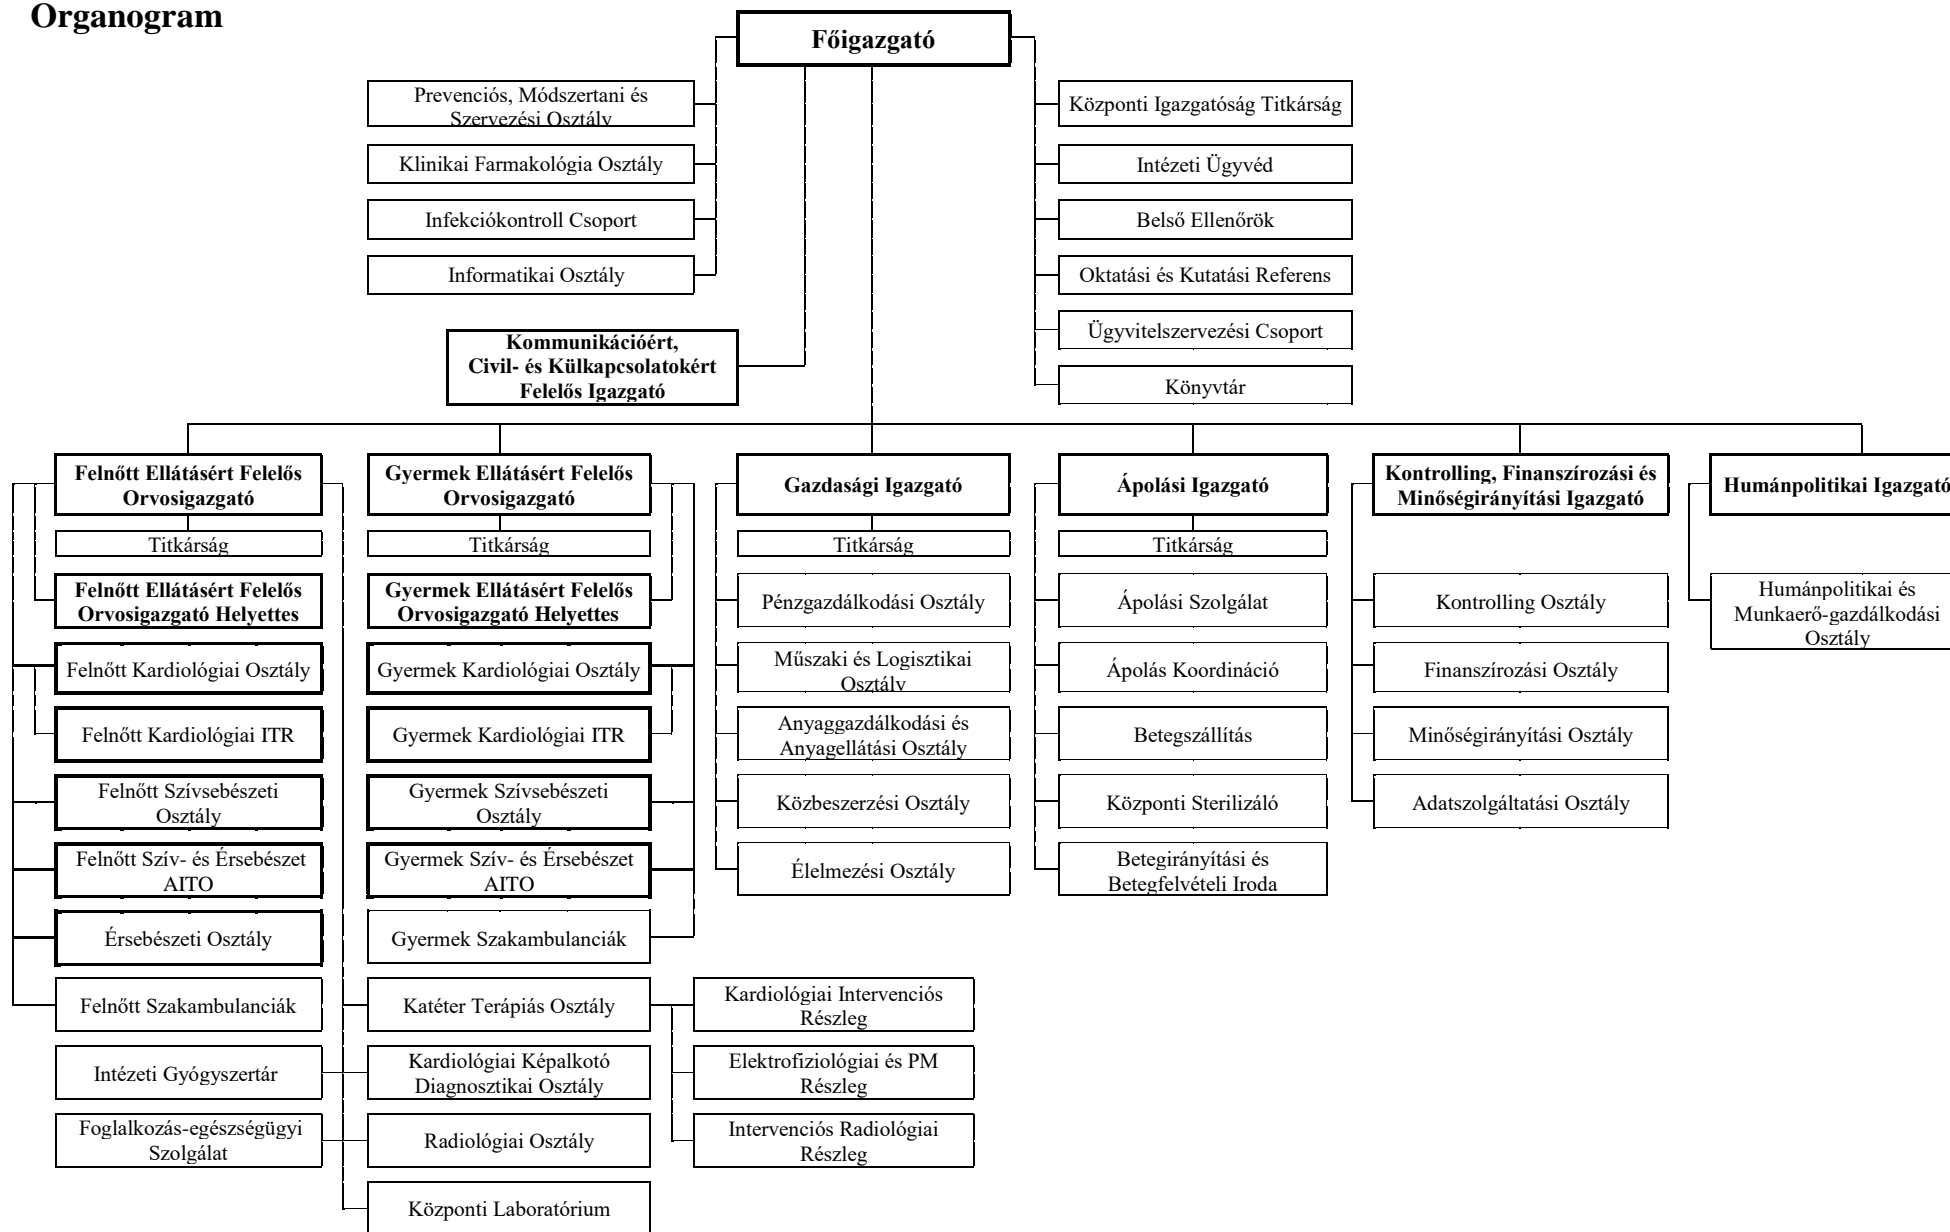 Organogram
Főigazgató
Prevenciós, Módszertani és
Szervezési Osztály
Klinikai Farmakológia Osztály
Infekciókontroll Csoport
Informatikai Osztály
Központi Igazgatóság Titkárság
Intézeti Ügyvéd
Belső Ellenőrök
Oktatási és Kutatási Referens
Ügyvitelszervezési Csoport
Könyvtár
Kommunikációért,
Civil- és Külkapcsolatokért
Felelős Igazgató
Felnőtt Ellátásért Felelős
Orvosigazgató
Titkárság
Felnőtt Ellátásért Felelős
Orvosigazgató Helyettes
Felnőtt Kardiológiai Osztály
Felnőtt Kardiológiai ITR
Felnőtt Szívsebészeti
Osztály
Felnőtt Szív- és Érsebészet
AITO
Érsebészeti Osztály
Felnőtt Szakambulanciák
Intézeti Gyógyszertár
Foglalkozás-egészségügyi
Szolgálat
Gyermek Ellátásért Felelős
Orvosigazgató
Titkárság
Gyermek Ellátásért Felelős
Orvosigazgató Helyettes
Gyermek Kardiológiai Osztály
Gyermek Kardiológiai ITR
Gyermek Szívsebészeti
Osztály
Gyermek Szív- és Érsebészet
AITO
Gyermek Szakambulanciák
Katéter Terápiás Osztály
Kardiológiai Képalkotó
Diagnosztikai Osztály
Radiológiai Osztály
Központi Laboratórium
Kardiológiai Intervenciós
Részleg
Elektrofiziológiai és PM
Részleg
Intervenciós Radiológiai
Részleg
Gazdasági Igazgató
Titkárság
Pénzgazdálkodási Osztály
Műszaki és Logisztikai
Osztály
Anyaggazdálkodási és
Anyagellátási Osztály
Közbeszerzési Osztály
Élelmezési Osztály
Ápolási Igazgató
Titkárság
Ápolási Szolgálat
Ápolás Koordináció
Betegszállítás
Központi Sterilizáló
Betegirányítási és
Betegfelvételi Iroda
Kontrolling, Finanszírozási és
Minőségirányítási Igazgató
Kontrolling Osztály
Finanszírozási Osztály
Minőségirányítási Osztály
Adatszolgáltatási Osztály
Humánpolitikai Igazgató
Humánpolitikai és
Munkaerő-gazdálkodási
Osztály